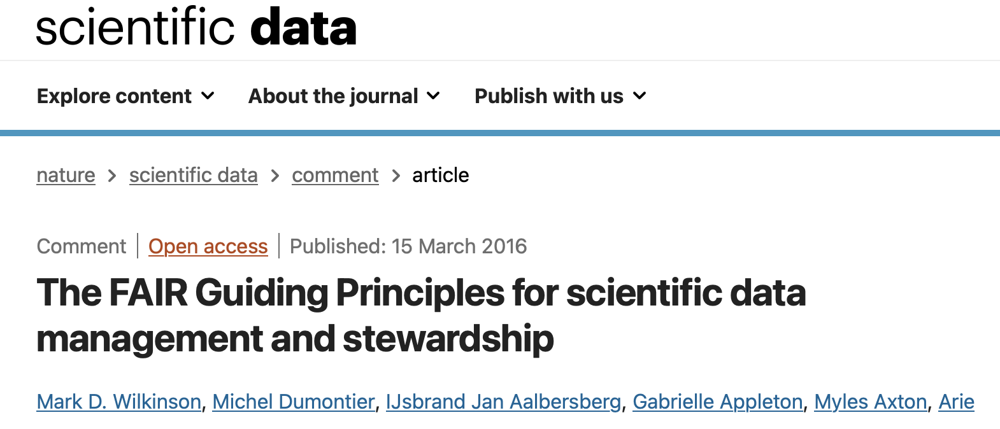 scientific data
Explore content About the journal Publish with us
nature > scientific data > comment > article
Comment | Open access | Published: 15 March 2016
The FAIR Guiding Principles for scientific data
management and stewardship
Mark D. Wilkinson, Michel Dumontier, IJsbrand Jan Aalbersberg, Gabrielle Appleton, Myles Axton, Arie